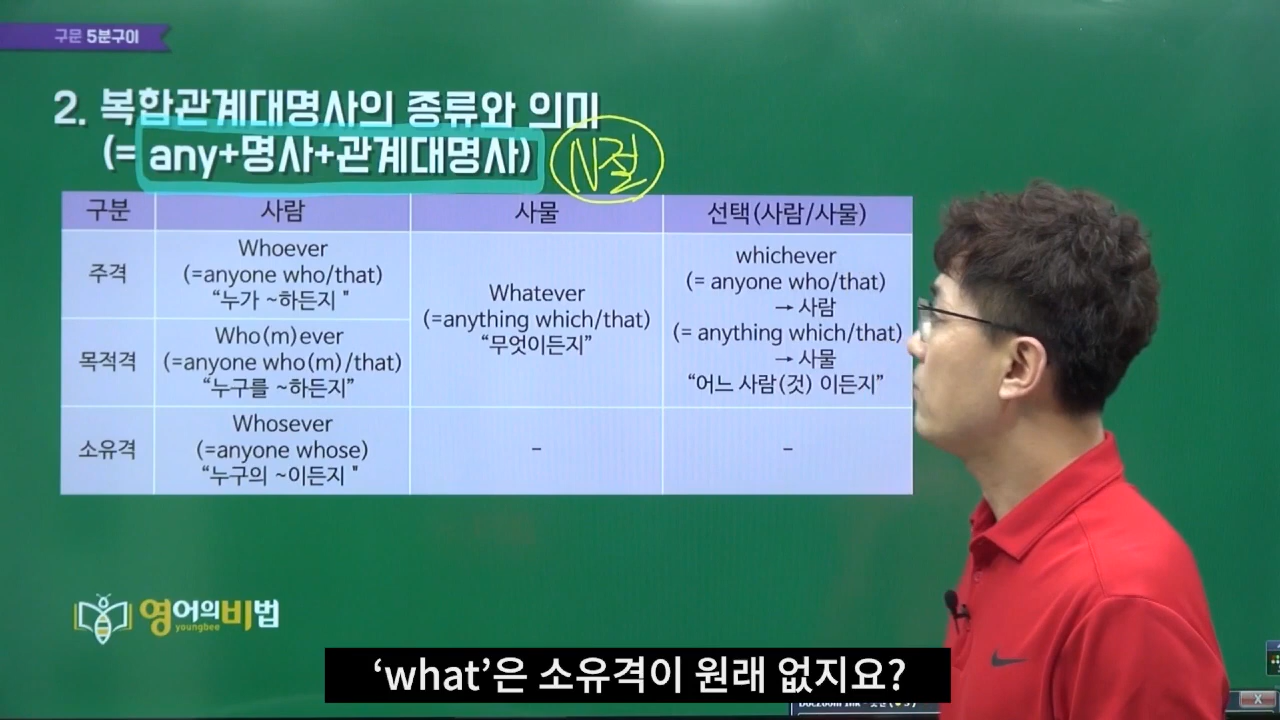 구문 5분구이
2. 복합관계대명사의 종류와 의미
(= any+명사+관계대명사) N절
구분 사람 사물 선택(사람/사물)
주격
Whoever
(=anyone who/that)
“누가 ~하든지 "
목적격
Who(m)ever
(=anyone who(m)/that)
“누구를 ~하든지”
Whatever
(=anything which/that)
“무엇이든지”
whichever
(= anyone who/that)
→ 사람
(= anything which/that)
→ 사물
“어느 사람(것) 이든지”
소유격
Whosever
(=anyone whose)
“누구의 ~이든지 "
–
–
영어의비법
youngbee
‘what’은 소유격이 원래 없지요?